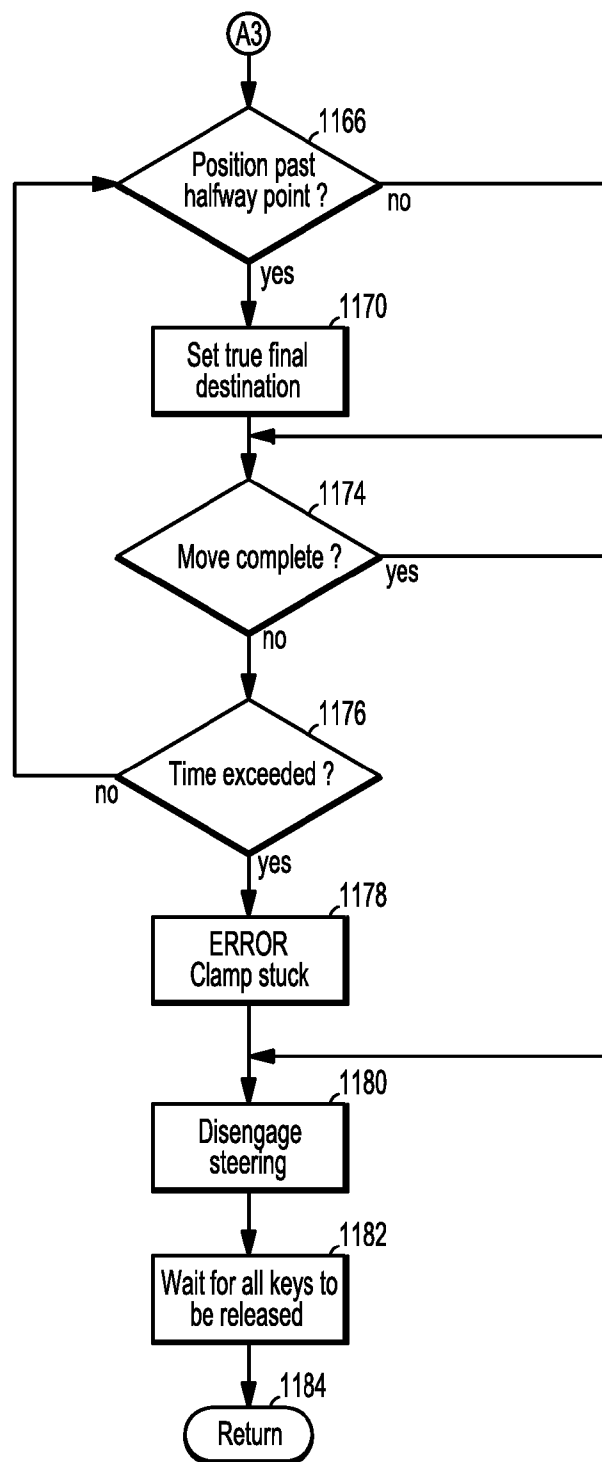 A3
1166
Position past
halfway point ?
no
yes
1170
Set true final
destination
1174
Move complete ?
yes
no
1176
Time exceeded ?
no
yes
1178
ERROR
Clamp stuck
1180
Disengage
steering
1182
Wait for all keys to
be released
1184
Return